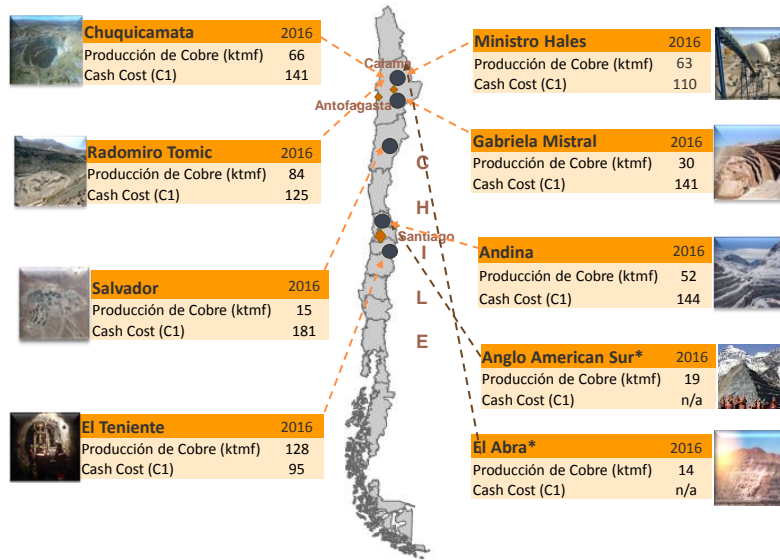 Chuquicamata 2016
Producción de Cobre (ktmf) 66
Cash Cost (C1) 141
Radomiro Tomic 2016
Producción de Cobre (ktmf) 84
Cash Cost (C1) 125
Salvador 2016
Producción de Cobre (ktmf) 15
Cash Cost (C1) 181
El Teniente 2016
Producción de Cobre (ktmf) 128
Cash Cost (C1) 95
Calama
Antofagasta
Santiago
C
H
I
L
E
Ministro Hales 2016
Producción de Cobre (ktmf) 63
Cash Cost (C1) 110
Gabriela Mistral 2016
Producción de Cobre (ktmf) 30
Cash Cost (C1) 141
Andina 2016
Producción de Cobre (ktmf) 52
Cash Cost (C1) 144
Anglo American Sur* 2016
Producción de Cobre (ktmf) 19
Cash Cost (C1) n/a
El Abra* 2016
Producción de Cobre (ktmf) 14
Cash Cost (C1) n/a